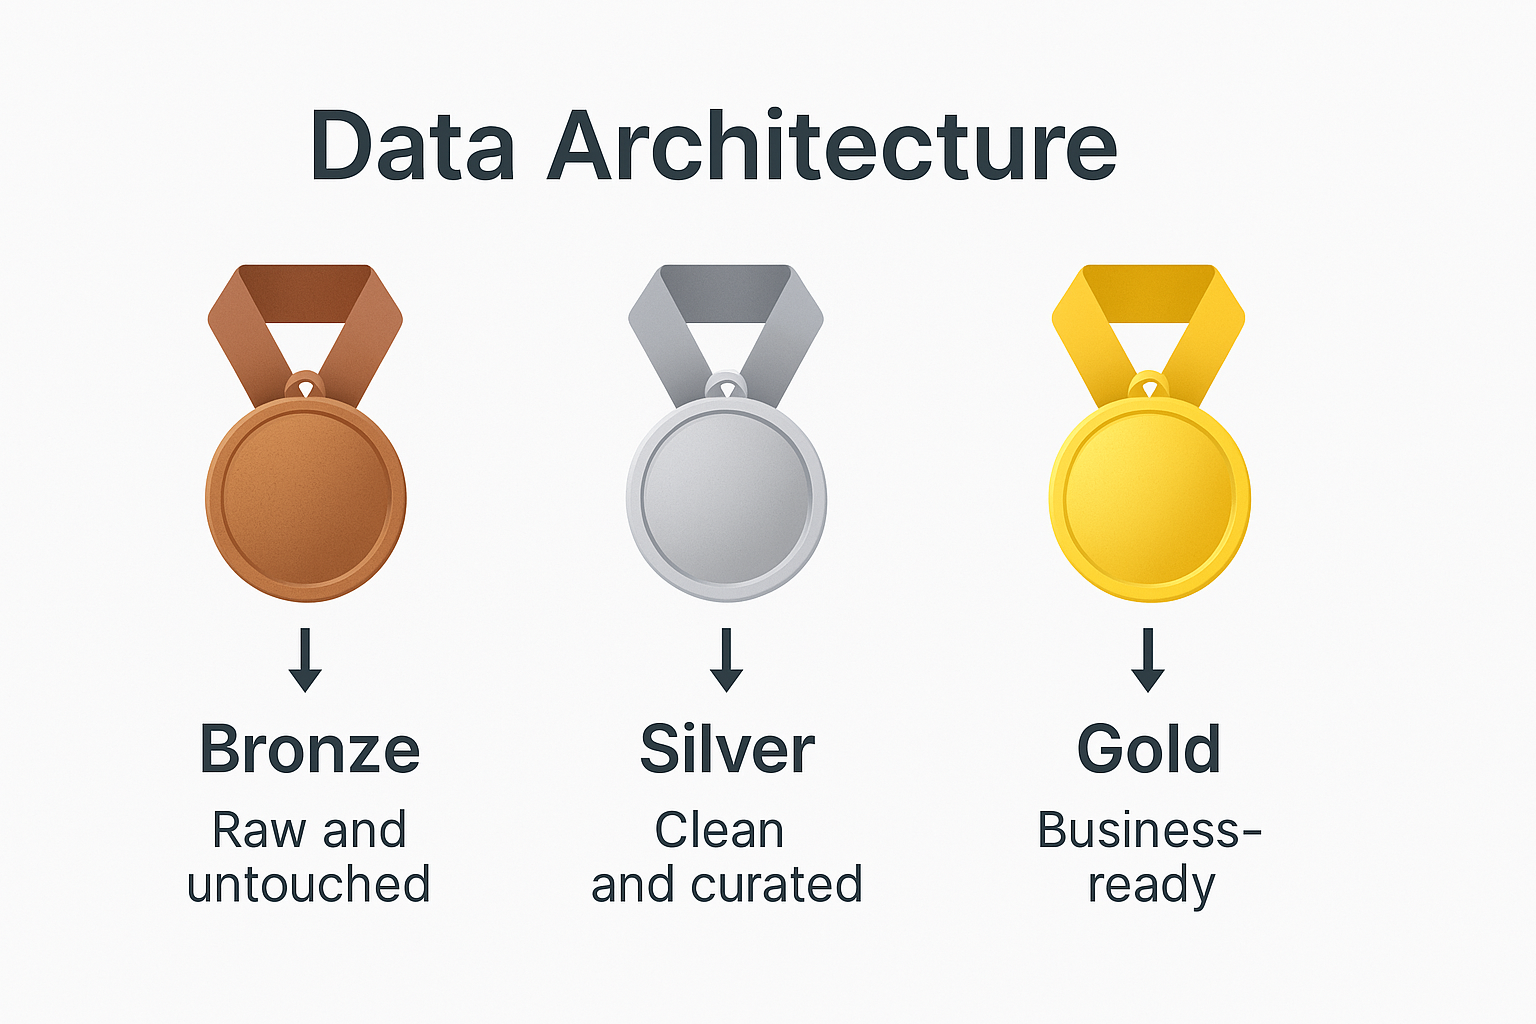 Data Architecture
Bronze
Raw and
untouched
Silver
Clean
and curated
Gold
Business-
ready